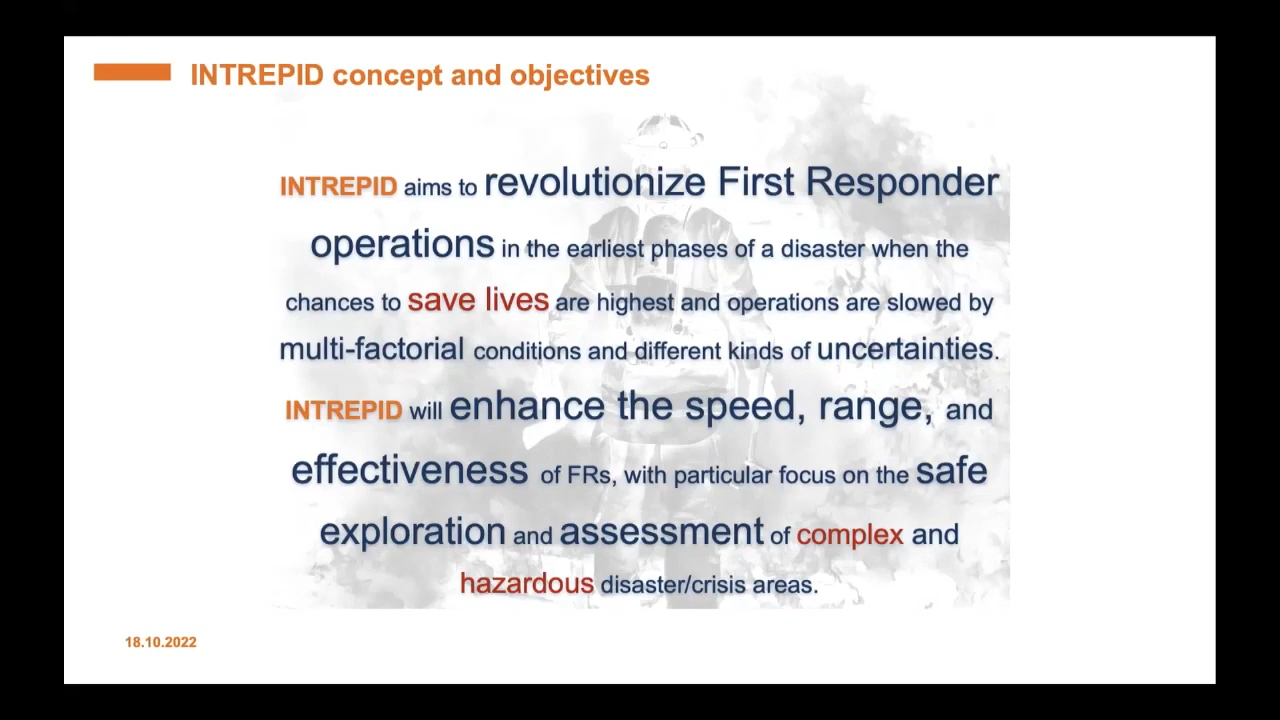 INTREPID concept and objectives
INTREPID aims to revolutionize First Responder
operations in the earliest phases of a disaster when the
chances to save lives are highest and operations are slowed by
multi-factorial conditions and different kinds of uncertainties.
INTREPID will enhance the speed, range, and
effectiveness of FRs, with particular focus on the safe
exploration and assessment of complex and
hazardous disaster/crisis areas.
18.10.2022